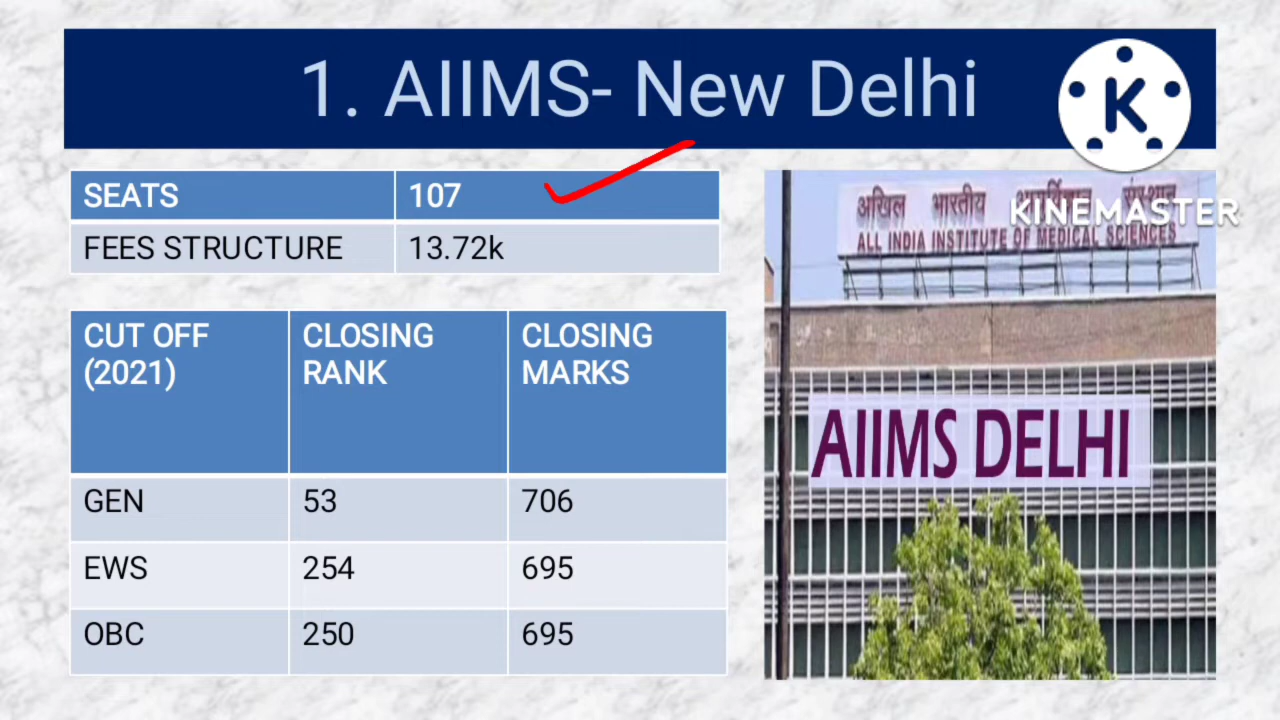 1. AIIMS- New Delhi
K
KINEMASTER
SEATS 107
FEES STRUCTURE 13.72k
CUT OFF (2021) CLOSING RANK CLOSING MARKS
GEN 53 706
EWS 254 695
OBC 250 695
अखिल भारतीय आयुर्विज्ञान संस्थान
ALL INDIA INSTITUTE OF MEDICAL SCIENCES
AIIMS DELHI